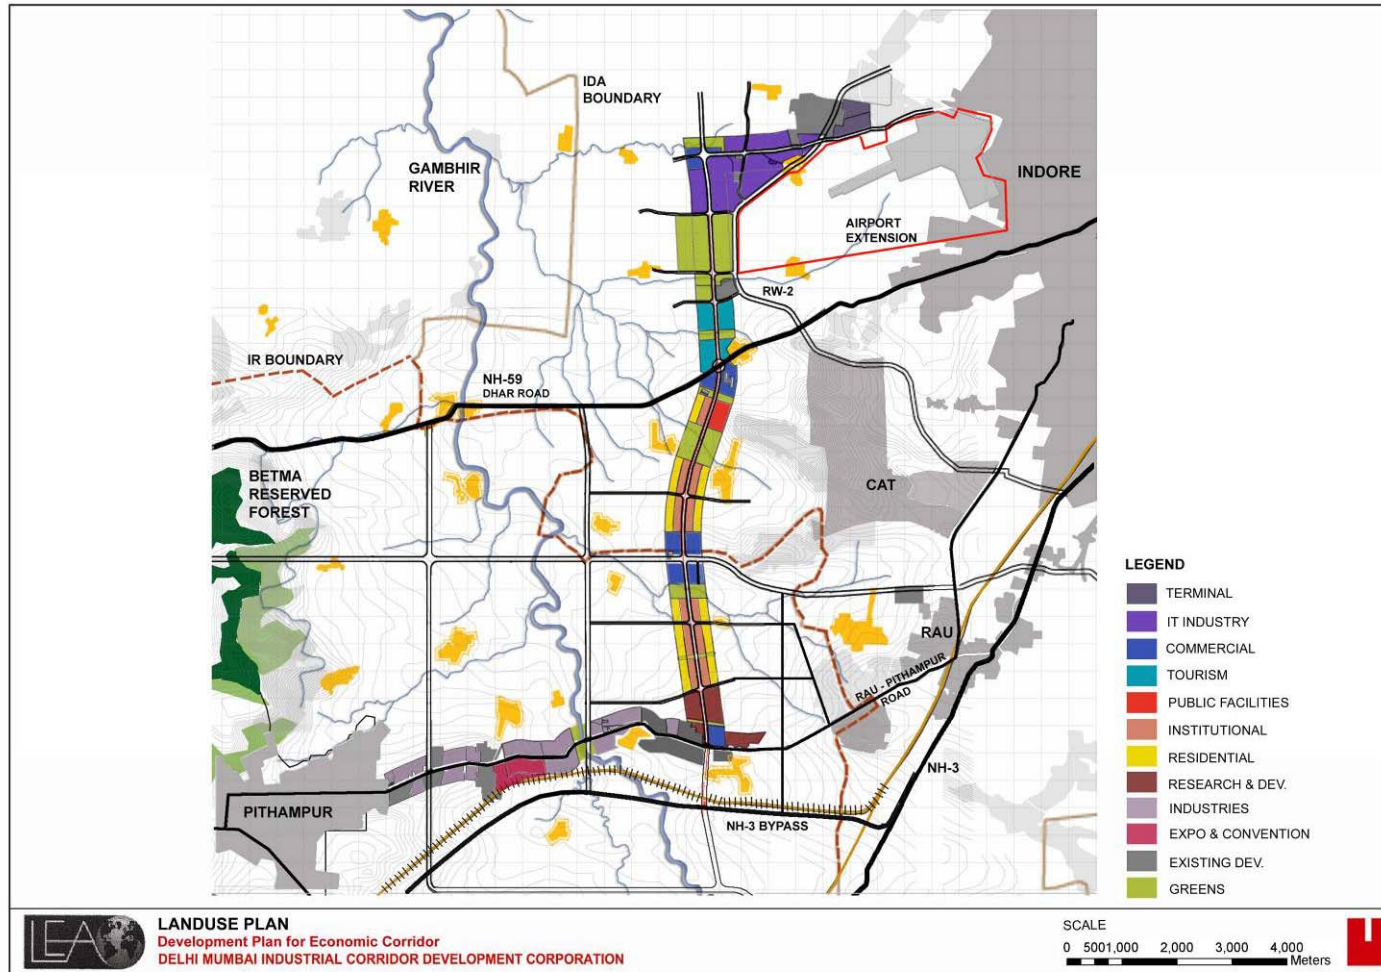 IDA
BOUNDARY
GAMBHIR
RIVER
INDORE
AIRPORT
EXTENSION
RW-2
IR BOUNDARY
NH-59
DHAR ROAD
BETMA
RESERVED
FOREST
CAT
RAU
RAU - PITHAMPUR
ROAD
NH-3
PITHAMPUR
NH-3 BYPASS
LEGEND
TERMINAL
IT INDUSTRY
COMMERCIAL
TOURISM
PUBLIC FACILITIES
INSTITUTIONAL
RESIDENTIAL
RESEARCH & DEV.
INDUSTRIES
EXPO & CONVENTION
EXISTING DEV.
GREENS
LEA
LANDUSE PLAN
Development Plan for Economic Corridor
DELHI MUMBAI INDUSTRIAL CORRIDOR DEVELOPMENT CORPORATION
SCALE
0 5001,000 2,000 3,000 4,000
Meters